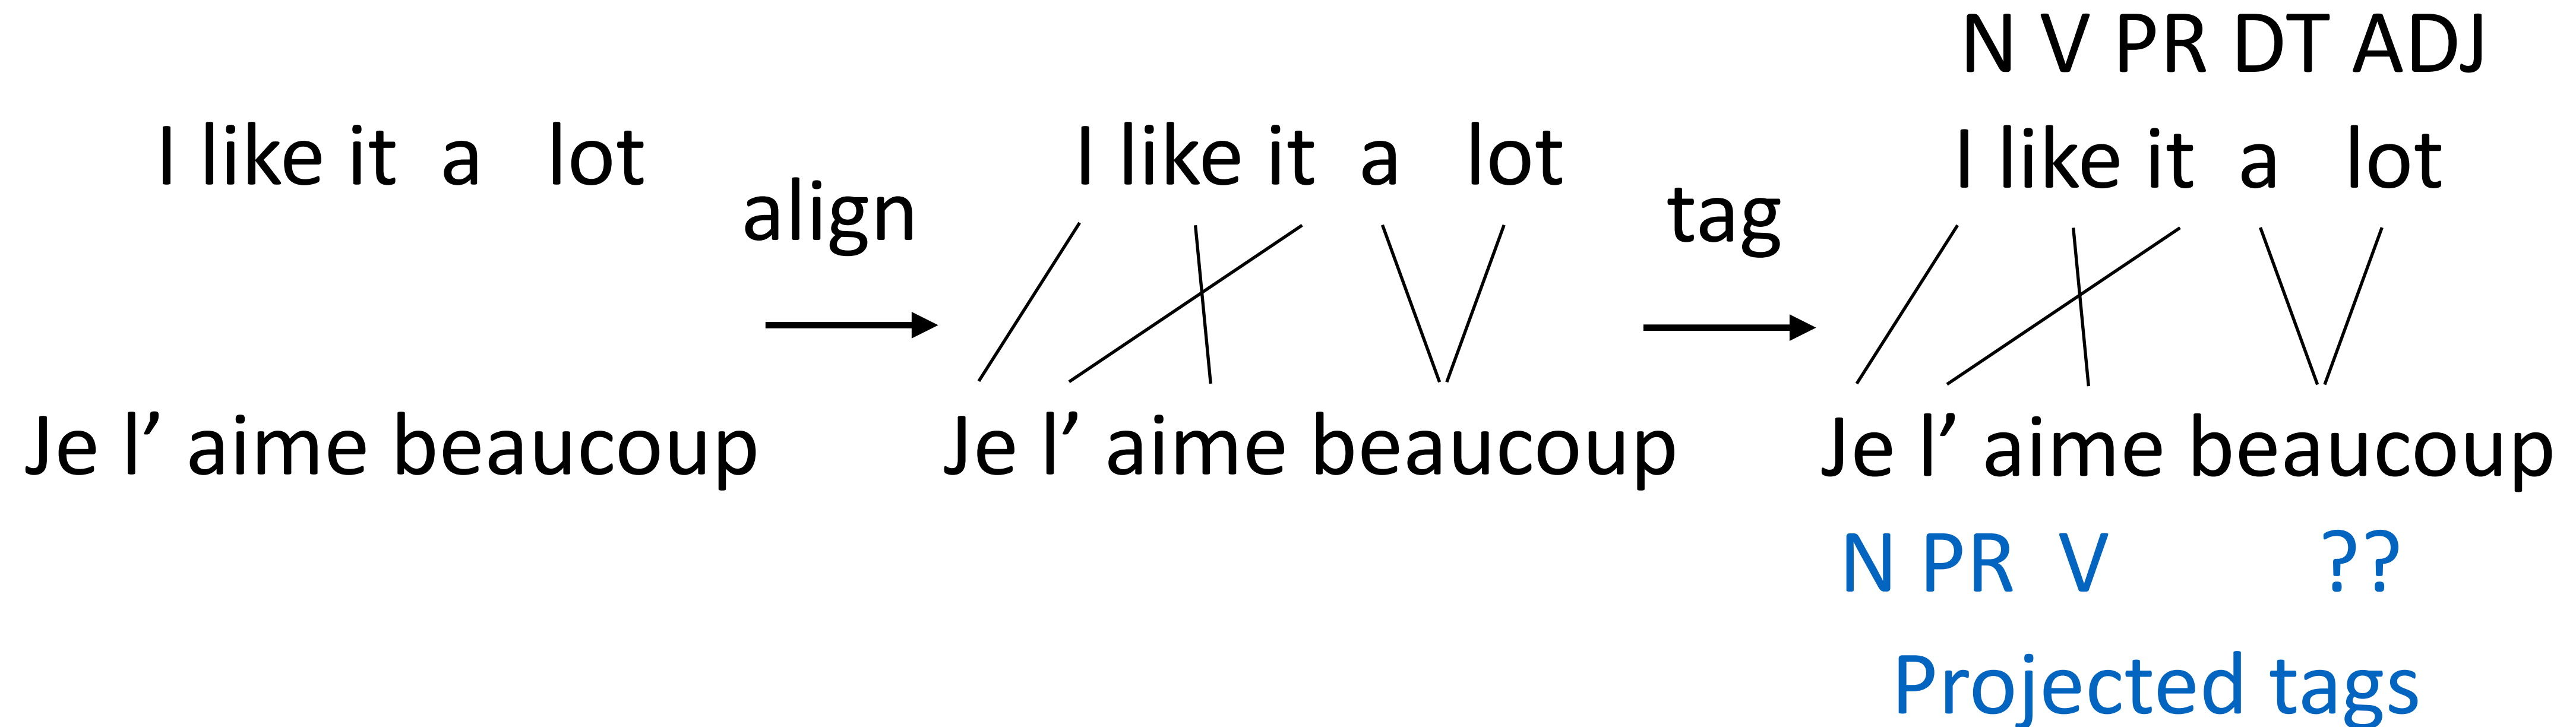 N V PR DT ADJ
I like it a lot
align
I like it a lot
tag
I like it a lot
Je l’ aime beaucoup
Je l’ aime beaucoup
Je l’ aime beaucoup
N PR V ??
Projected tags